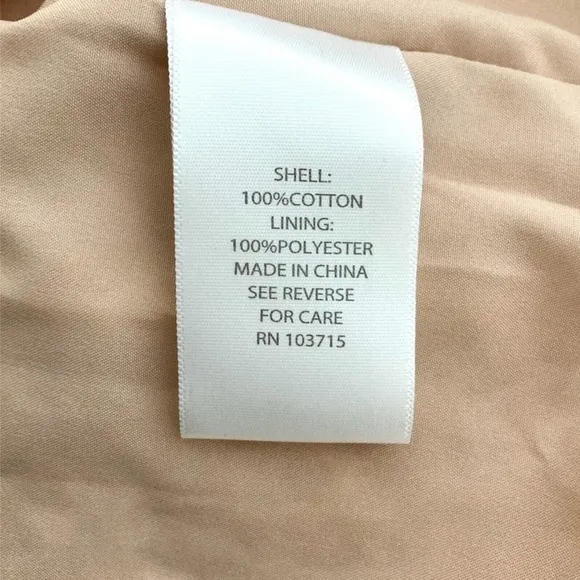 SHELL:
100%COTTON
LINING:
100%POLYESTER
MADE IN CHINA
SEE REVERSE
FOR CARE
RN 103715